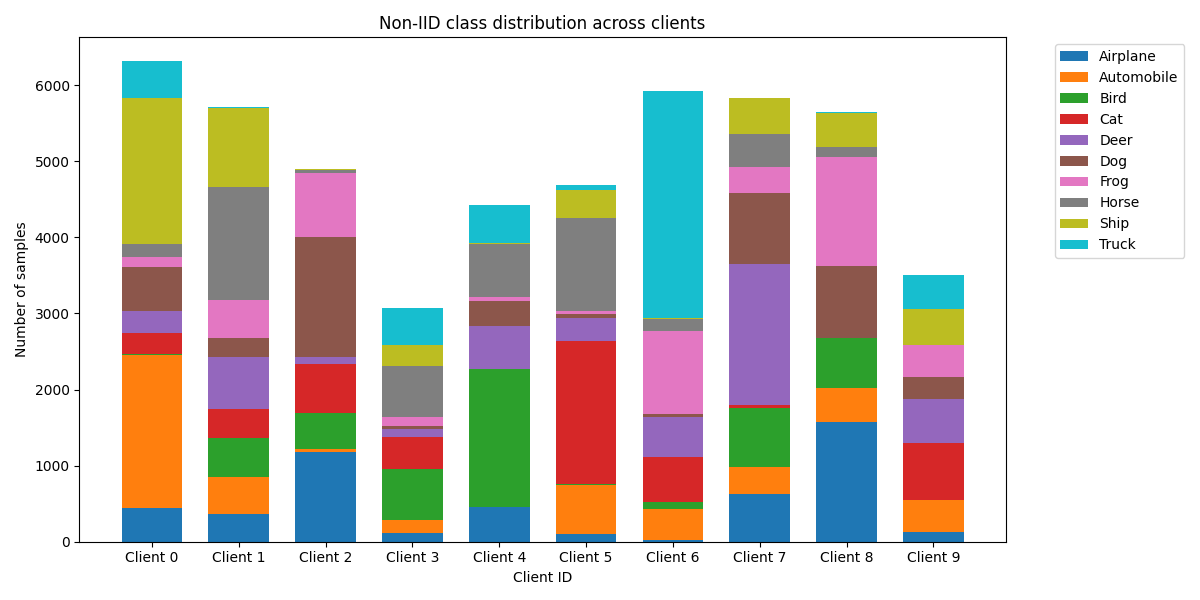 Non-IID class distribution across clients
Number of samples
6000
5000
4000
3000
2000
1000
0
Client 0 Client 1 Client 2 Client 3 Client 4 Client 5 Client 6 Client 7 Client 8 Client 9
Client ID
Airplane
Automobile
Bird
Cat
Deer
Dog
Frog
Horse
Ship
Truck